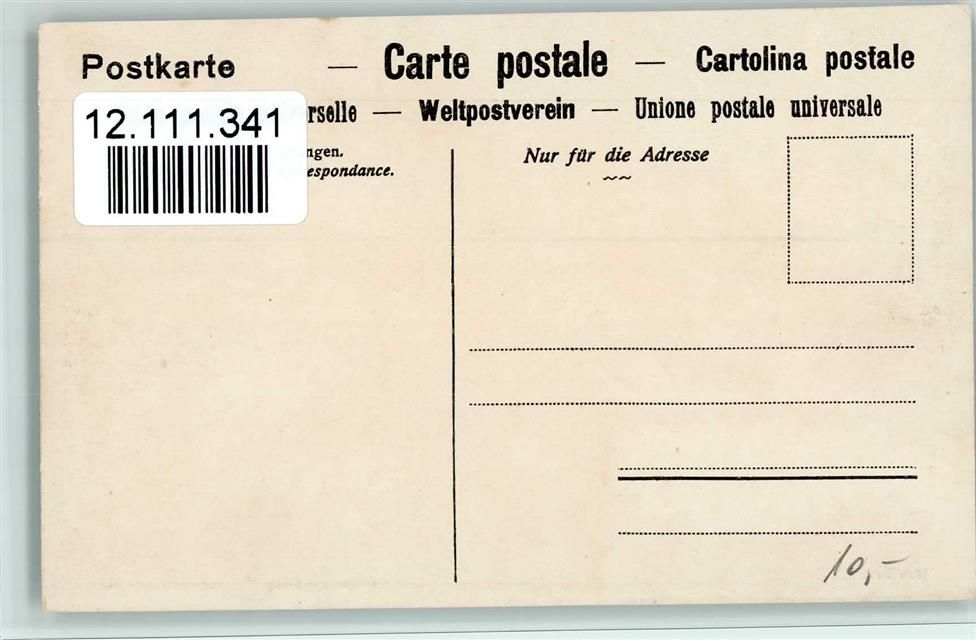 Postkarte — Carte postale — Cartolina postale
12.111.341
rselle — Weltpostverein — Unione postale universale
ngen.
espondance.
Nur für die Adresse
10,-